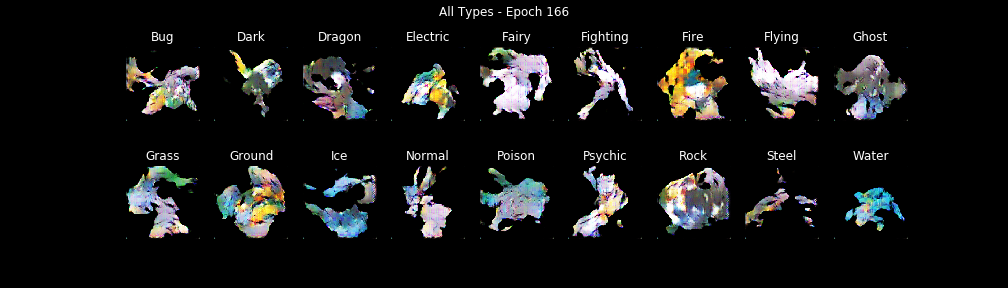 All Types - Epoch 166
Bug Dark Dragon Electric Fairy Fighting Fire Flying Ghost
Grass Ground Ice Normal Poison Psychic Rock Steel Water